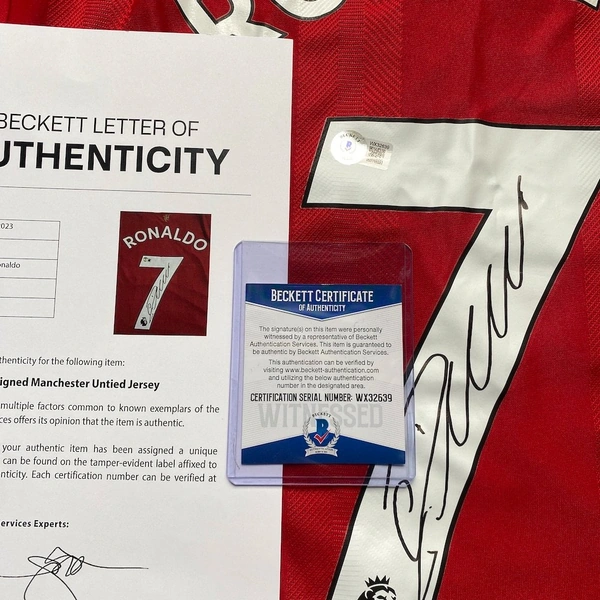 BECKETT LETTER OF
UTHENTICITY
023
onaldo
RONALDO
7
thenticity for the following item:
igned Manchester Untied Jersey
multiple factors common to known exemplars of the
ices offers its opinion that the item is authentic.
your authentic item has been assigned a unique
can be found on the tamper-evident label affixed to
nticity. Each certification number can be verified at
ervices Experts:
BECKETT CERTIFICATE
OF AUTHENTICITY
The signature(s) on this item were personally
witnessed by a representative of Beckett
Authentication Services. This item is guaranteed to
be authentic by Beckett Authentication Services.
This authentication can be verified by
visiting www.beckett-authentication.com
and utilizing the below authentication
number in the designated area.
CERTIFICATION SERIAL NUMBER: WX32639
WITNESSED
BECKETT
B
7
BECKETT
WX32639